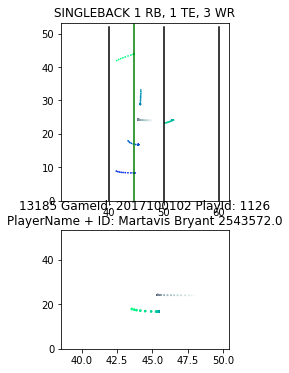 SINGLEBACK 1 RB, 1 TE, 3 WR
50
40
30
20
10
0
40 50 60
13185 GameId: 2017100102 PlayId: 1126
PlayerName + ID: Martavis Bryant 2543572.0
40
20
0
40.0 42.5 45.0 47.5 50.0